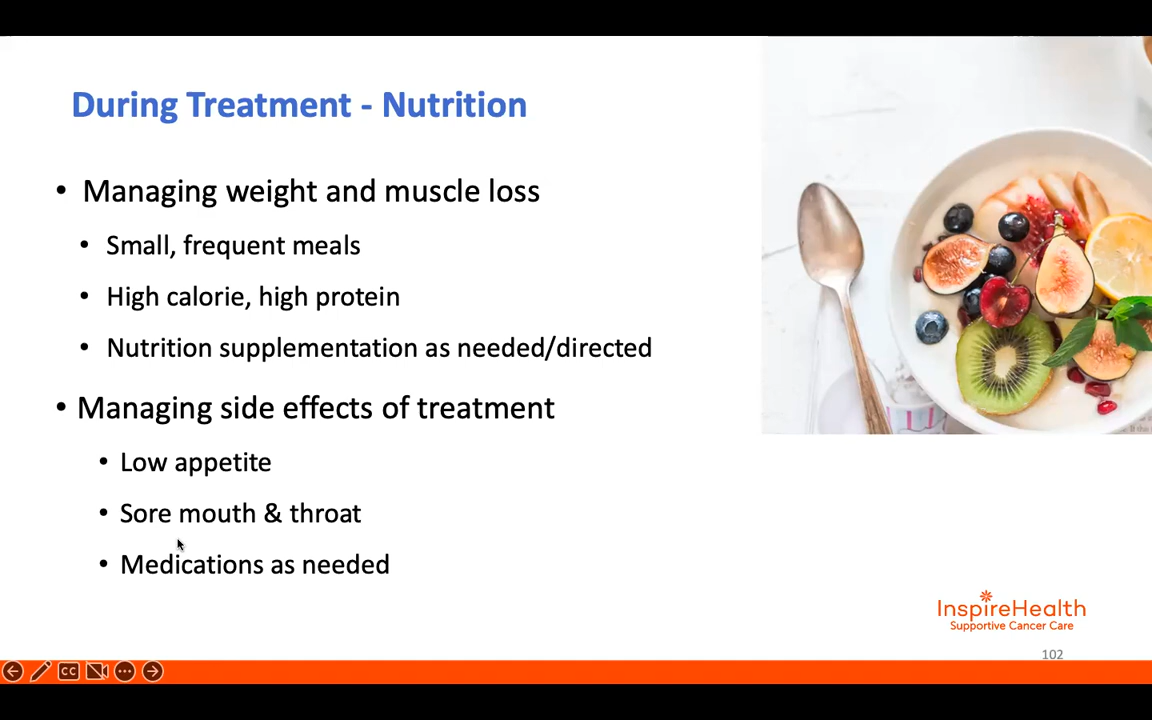 During Treatment - Nutrition
• Managing weight and muscle loss
• Small, frequent meals
• High calorie, high protein
• Nutrition supplementation as needed/directed
• Managing side effects of treatment
• Low appetite
• Sore mouth & throat
• Medications as needed
InspireHealth
Supportive Cancer Care
102
CC